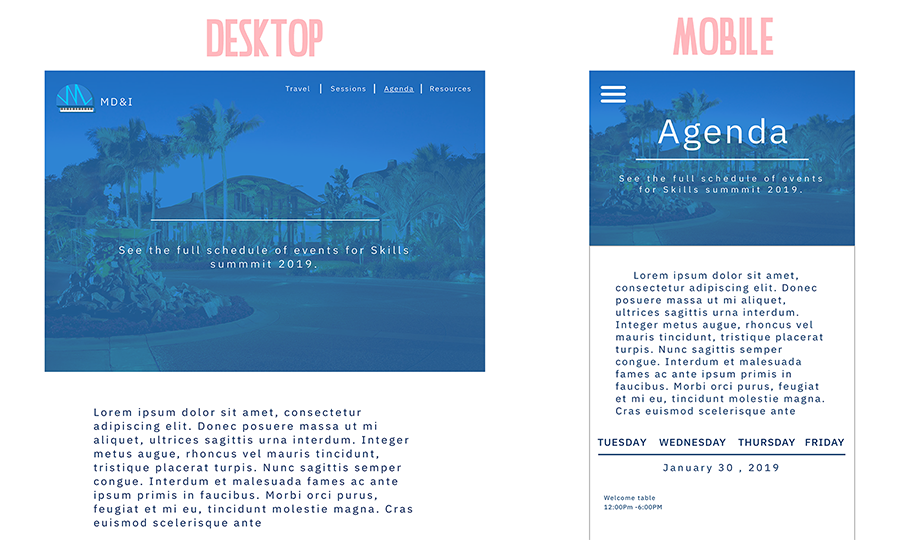 DESKTOP
MD&I
Travel | Sessions | Agenda | Resources
See the full schedule of events for Skills
summmit 2019.
Lorem ipsum dolor sit amet, consectetur
adipiscing elit. Donec posuere massa ut mi
aliquet, ultrices sagittis urna interdum. Integer
metus augue, rhoncus vel mauris tincidunt,
tristique placerat turpis. Nunc sagittis semper
congue. Interdum et malesuada fames ac ante
ipsum primis in faucibus. Morbi orci purus,
feugiat et mi eu, tincidunt molestie magna. Cras
euismod scelerisque ante
MOBILE
Agenda
See the full schedule of events
for Skills summmit 2019.
Lorem ipsum dolor sit amet,
consectetur adipiscing elit. Donec
posuere massa ut mi aliquet,
ultrices sagittis urna interdum.
Integer metus augue, rhoncus vel
mauris tincidunt, tristique placerat
turpis. Nunc sagittis semper
congue. Interdum et malesuada
fames ac ante ipsum primis in
faucibus. Morbi orci purus, feugiat
et mi eu, tincidunt molestie magna.
Cras euismod scelerisque ante
TUESDAY WEDNESDAY THURSDAY FRIDAY
January 30 , 2019
Welcome table
12:00Pm -6:00PM